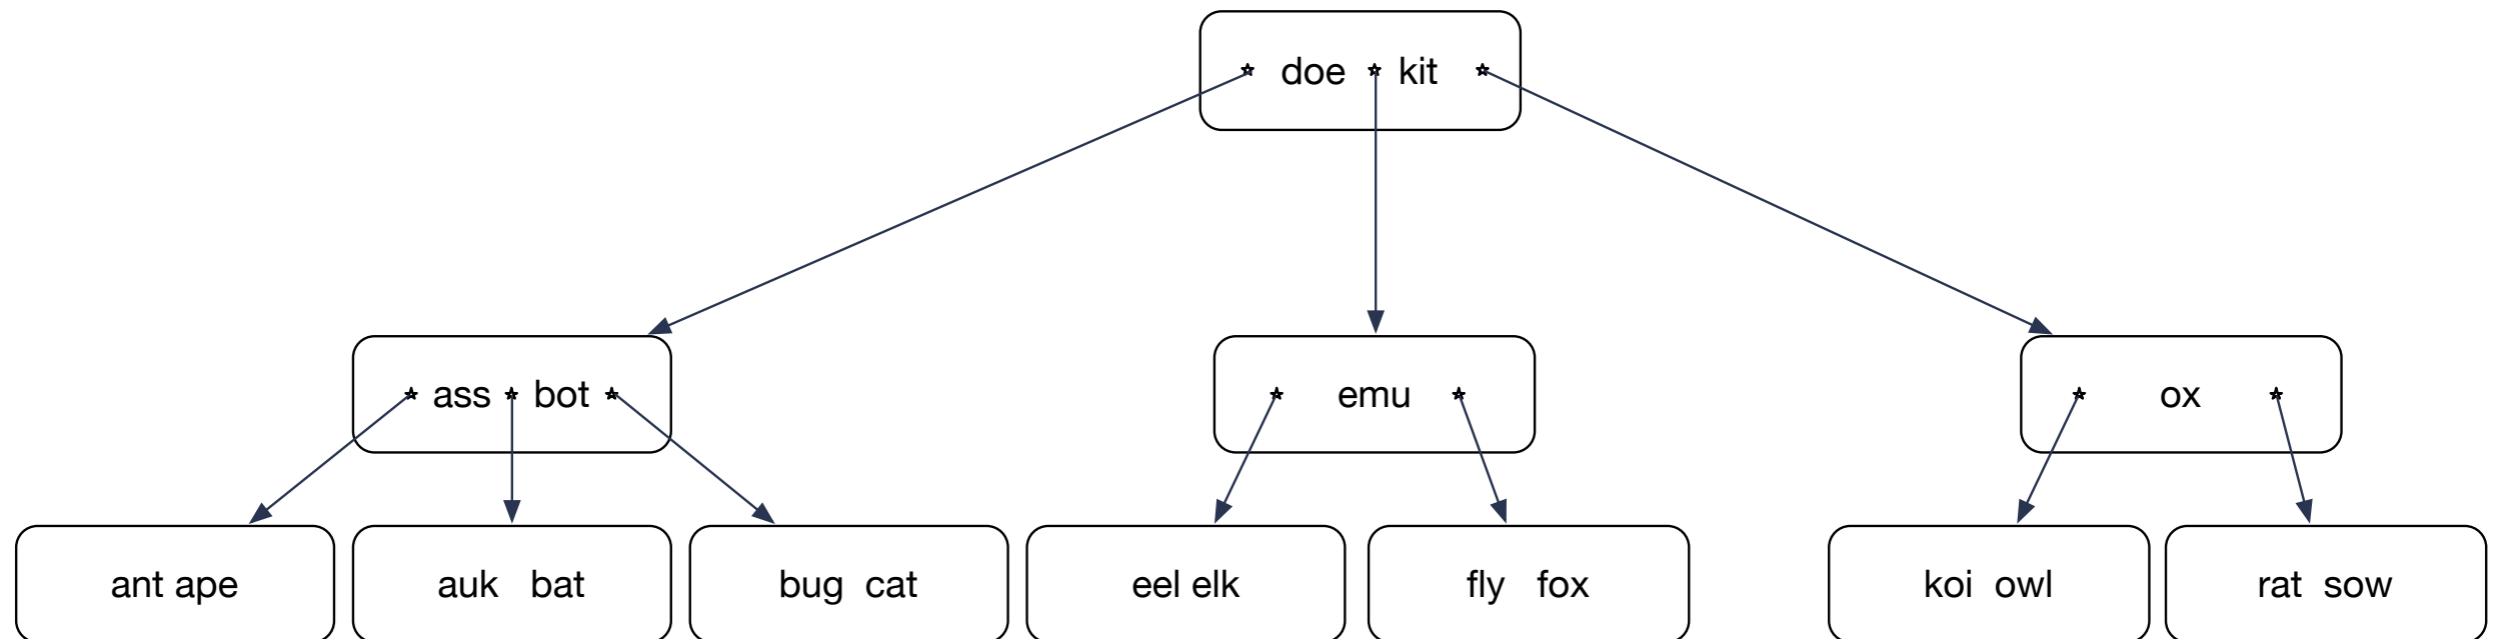 doe kit
ass bot
emu
ox
ant ape
auk bat
bug cat
eel elk
fly fox
koi owl
rat sow